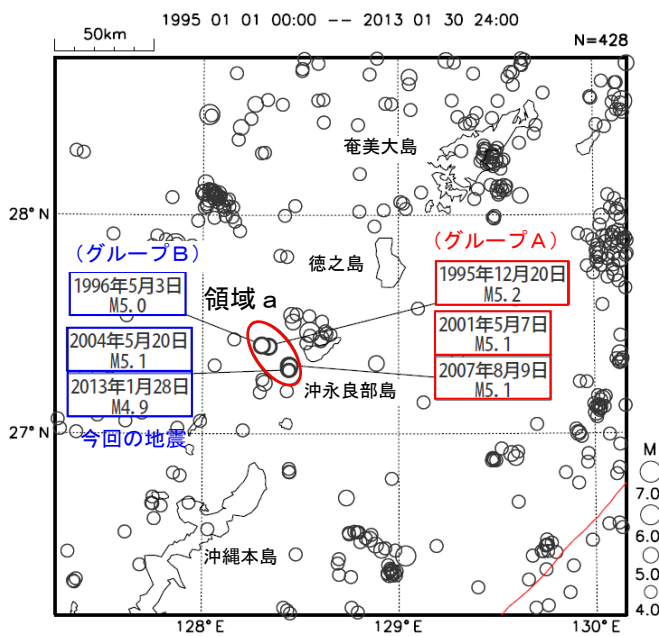 1995 01 01 00:00 -- 2013 01 30 24:00
50km
N=428
奄美大島
28°N
(グループB)
(グループA)
徳之島
1996年5月3日
M5.0
領域a
1995年12月20日
M5.2
2004年5月20日
M5.1
2001年5月7日
M5.1
2013年1月28日
M4.9
2007年8月9日
M5.1
沖永良部島
今回の地震
27°N
M
7.0
6.0
5.0
4.0
沖縄本島
128°E
129°E
130°E